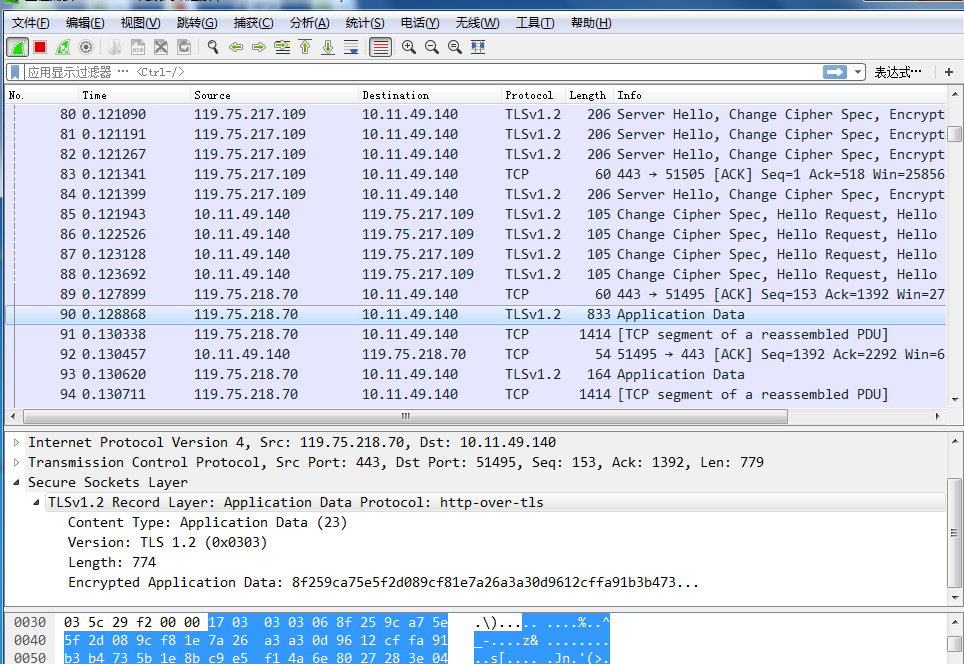 文件(F) 编辑(E) 视图(V) 跳转(G) 捕获(C) 分析(A) 统计(S) 电话(Y) 无线(W) 工具(T) 帮助(H)
应用显示过滤器 … <Ctrl-/> 表达式… +
No. Time Source Destination Protocol Length Info
80 0.121090 119.75.217.109 10.11.49.140 TLSv1.2 206 Server Hello, Change Cipher Spec, Encrypt
81 0.121191 119.75.217.109 10.11.49.140 TLSv1.2 206 Server Hello, Change Cipher Spec, Encrypt
82 0.121267 119.75.217.109 10.11.49.140 TLSv1.2 206 Server Hello, Change Cipher Spec, Encrypt
83 0.121341 119.75.217.109 10.11.49.140 TCP 60 443 → 51505 [ACK] Seq=1 Ack=518 Win=25856
84 0.121399 119.75.217.109 10.11.49.140 TLSv1.2 206 Server Hello, Change Cipher Spec, Encrypt
85 0.121943 10.11.49.140 119.75.217.109 TLSv1.2 105 Change Cipher Spec, Hello Request, Hello
86 0.122526 10.11.49.140 119.75.217.109 TLSv1.2 105 Change Cipher Spec, Hello Request, Hello
87 0.123128 10.11.49.140 119.75.217.109 TLSv1.2 105 Change Cipher Spec, Hello Request, Hello
88 0.123692 10.11.49.140 119.75.217.109 TLSv1.2 105 Change Cipher Spec, Hello Request, Hello
89 0.127899 119.75.218.70 10.11.49.140 TCP 60 443 → 51495 [ACK] Seq=153 Ack=1392 Win=27
90 0.128868 119.75.218.70 10.11.49.140 TLSv1.2 833 Application Data
91 0.130338 119.75.218.70 10.11.49.140 TCP 1414 [TCP segment of a reassembled PDU]
92 0.130457 10.11.49.140 119.75.218.70 TCP 54 51495 → 443 [ACK] Seq=1392 Ack=2292 Win=6
93 0.130620 119.75.218.70 10.11.49.140 TLSv1.2 164 Application Data
94 0.130711 119.75.218.70 10.11.49.140 TCP 1414 [TCP segment of a reassembled PDU]
Internet Protocol Version 4, Src: 119.75.218.70, Dst: 10.11.49.140
Transmission Control Protocol, Src Port: 443, Dst Port: 51495, Seq: 153, Ack: 1392, Len: 779
Secure Sockets Layer
TLSv1.2 Record Layer: Application Data Protocol: http-over-tls
Content Type: Application Data (23)
Version: TLS 1.2 (0x0303)
Length: 774
Encrypted Application Data: 8f259ca75e5f2d089cf81e7a26a3a30d9612cffa91b3b473...
0030 03 5c 29 f2 00 00 17 03 03 03 06 8f 25 9c a7 5e .\)..... ....%..^
0040 5f 2d 08 9c f8 1e 7a 26 a3 a3 0d 96 12 cf fa 91 _-....z& ........
0050 b3 b4 73 5b 1e 8b c9 e5 f1 4a 6e 80 27 28 3e 04 ..s[.... .Jn.'(>.